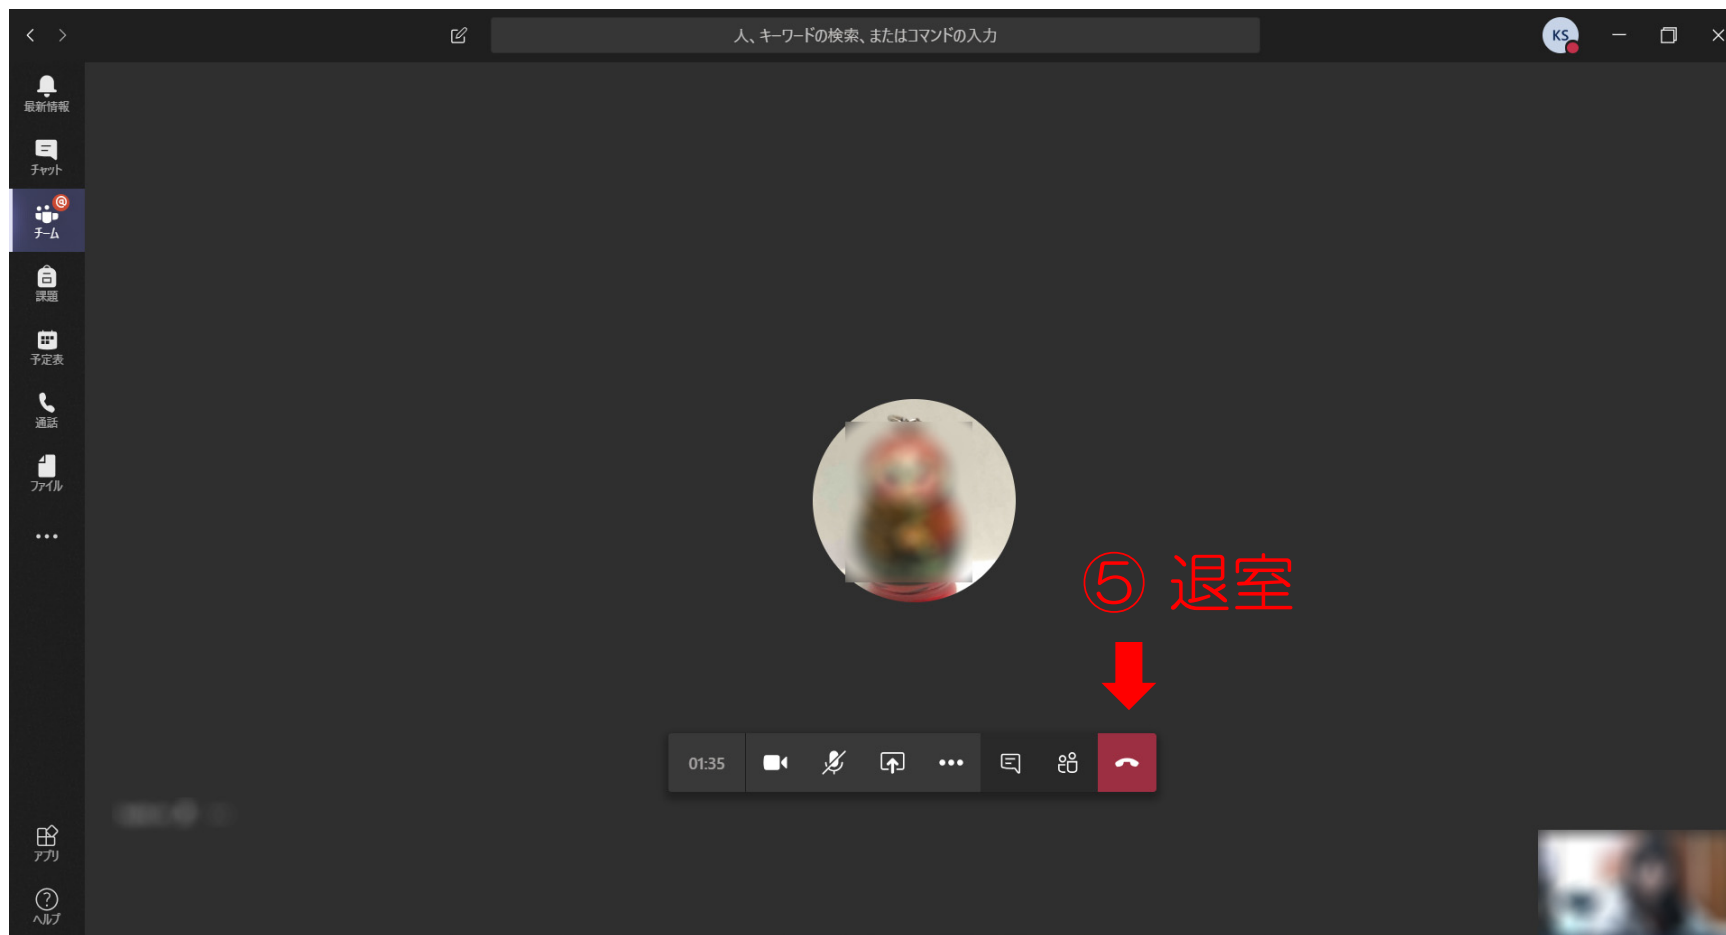 人、キーワードの検索、またはコマンドの入力
KS
最新情報
チャット
@
チーム
課題
予定表
通話
ファイル
⑤ 退室
01:35
アプリ
ヘルプ